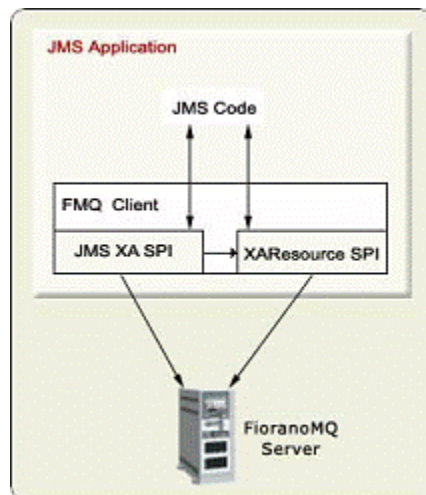 JMS Application
JMS Code
FMQ Client
JMS XA SPI
XAResource SPI
FioranoMQ
Server